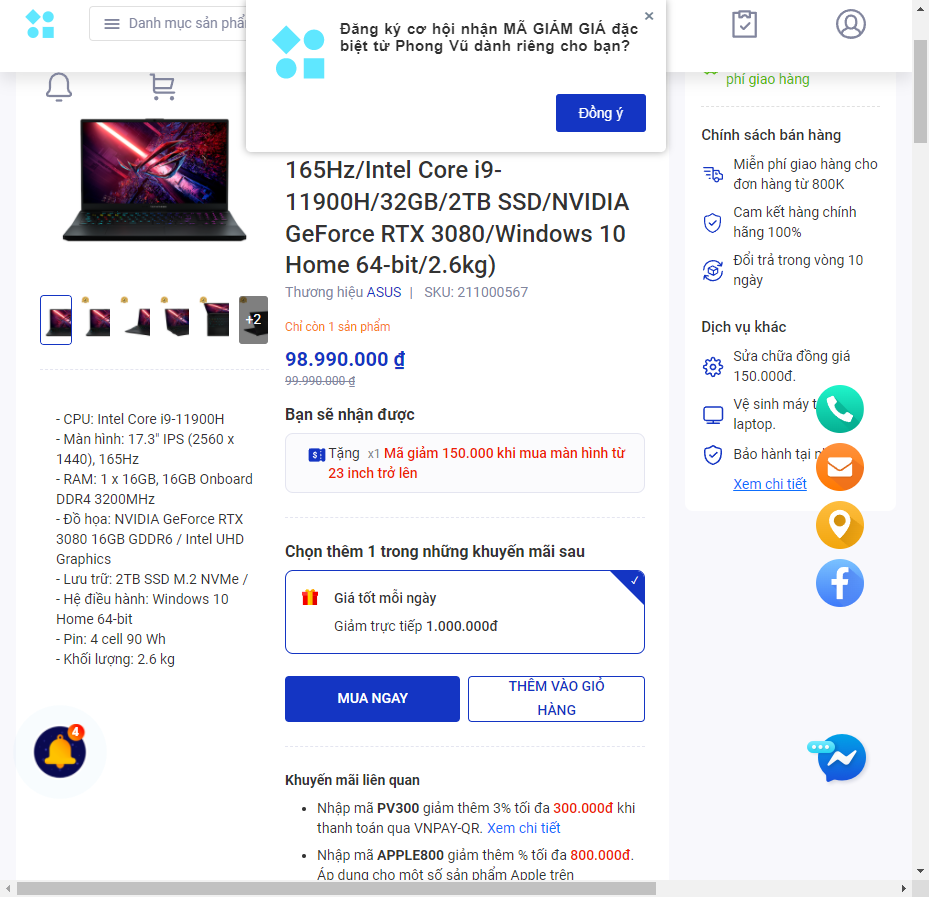 Danh mục sản phẩ
Đăng ký cơ hội nhận MÃ GIẢM GIÁ đặc
biệt từ Phong Vũ dành riêng cho bạn?
×
Đồng ý
165Hz/Intel Core i9-
11900H/32GB/2TB SSD/NVIDIA
GeForce RTX 3080/Windows 10
Home 64-bit/2.6kg)
Thương hiệu ASUS | SKU: 211000567
+2
Chỉ còn 1 sản phẩm
98.990.000 ₫
99.990.000 ₫
Bạn sẽ nhận được
Tặng x1 Mã giảm 150.000 khi mua màn hình từ
23 inch trở lên
Chọn thêm 1 trong những khuyến mãi sau
Giá tốt mỗi ngày
Giảm trực tiếp 1.000.000đ
MUA NGAY
THÊM VÀO GIỎ
HÀNG
Khuyến mãi liên quan
• Nhập mã PV300 giảm thêm 3% tối đa 300.000đ khi
thanh toán qua VNPAY-QR. Xem chi tiết
• Nhập mã APPLE800 giảm thêm % tối đa 800.000đ.
Áp dụng cho một số sản phẩm Apple trên
- CPU: Intel Core i9-11900H
- Màn hình: 17.3" IPS (2560 x
1440), 165Hz
- RAM: 1 x 16GB, 16GB Onboard
DDR4 3200MHz
- Đồ họa: NVIDIA GeForce RTX
3080 16GB GDDR6 / Intel UHD
Graphics
- Lưu trữ: 2TB SSD M.2 NVMe /
- Hệ điều hành: Windows 10
Home 64-bit
- Pin: 4 cell 90 Wh
- Khối lượng: 2.6 kg
4
phí giao hàng
Chính sách bán hàng
Miễn phí giao hàng cho
đơn hàng từ 800K
Cam kết hàng chính
hãng 100%
Đổi trả trong vòng 10
ngày
Dịch vụ khác
Sửa chữa đồng giá
150.000đ.
Vệ sinh máy t
laptop.
Bảo hành tại n
Xem chi tiết